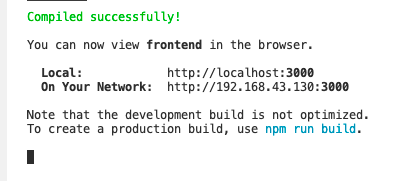 Compiled successfully!
You can now view frontend in the browser.
Local: http://localhost:3000
On Your Network: http://192.168.43.130:3000
Note that the development build is not optimized.
To create a production build, use npm run build.